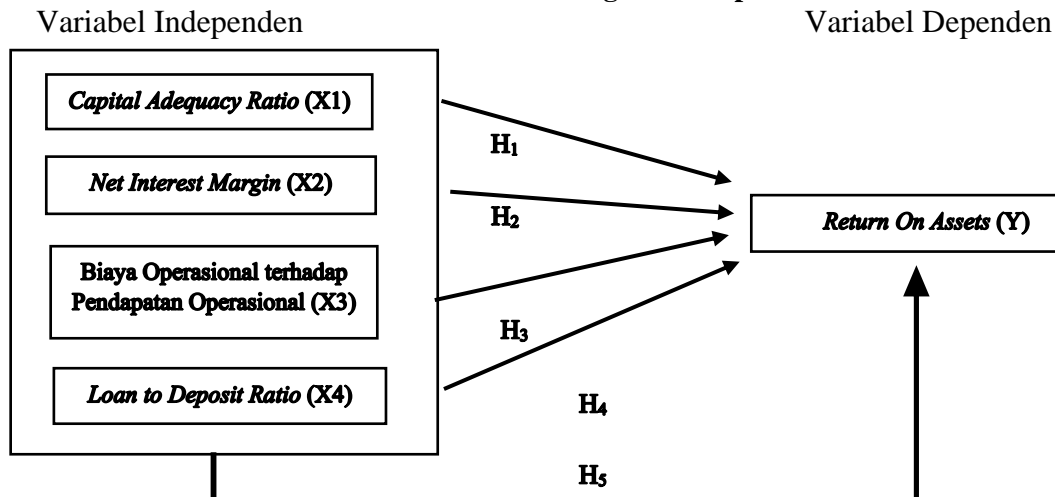 Variabel Independen
Variabel Dependen
Capital Adequacy Ratio (X1)
H1
Net Interest Margin (X2)
H2
Return On Assets (Y)
Biaya Operasional terhadap
Pendapatan Operasional (X3)
H3
Loan to Deposit Ratio (X4)
H4
H5